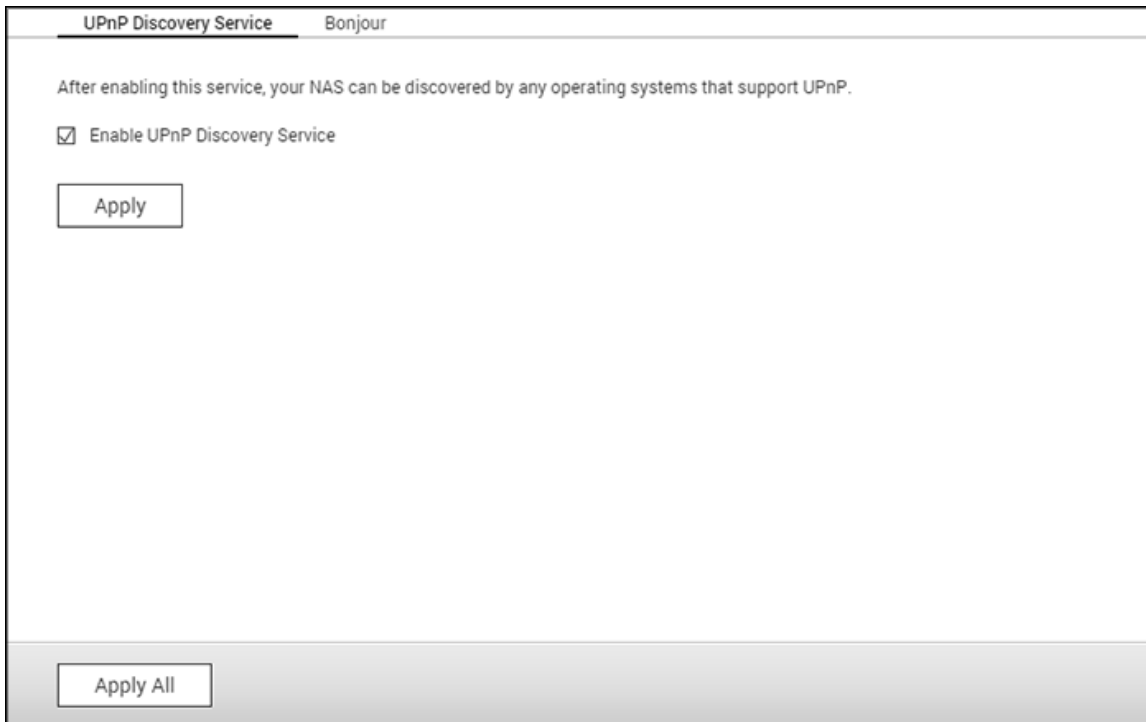 UPnP Discovery Service Bonjour
After enabling this service, your NAS can be discovered by any operating systems that support UPnP.
Enable UPnP Discovery Service
Apply
Apply All